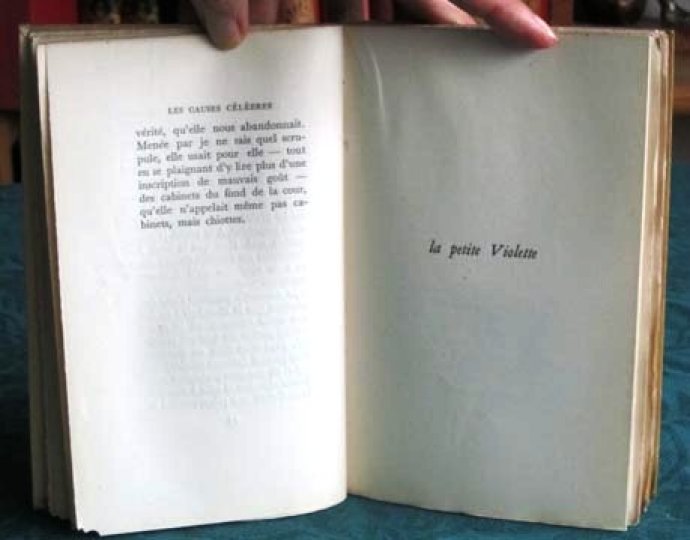 LES CAUSES CÉLÈBRES
vérité, qu'elle nous abandonnait.
Menée par je ne sais quel scru-
pule, elle usait pour elle — tout
en se plaignant d'y lire plus d'une
inscription de mauvais goût —
des cabinets du fond de la cour,
qu'elle n'appelait même pas ca-
binets, mais chiottes.
la petite Violette